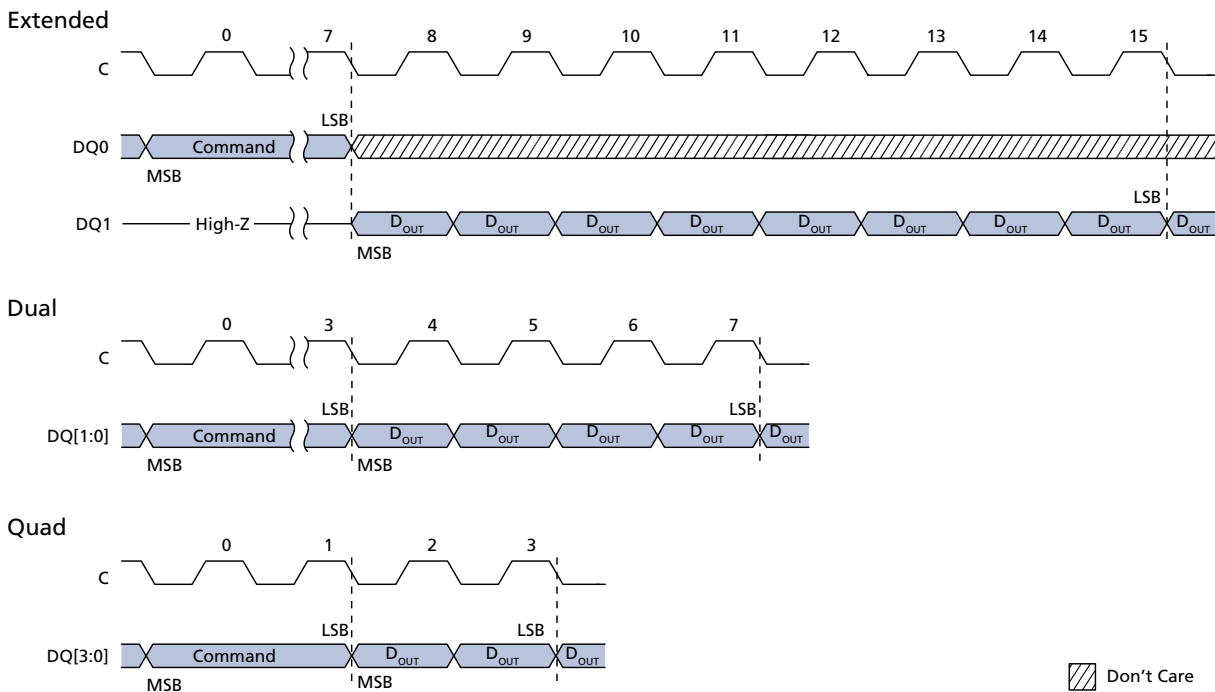 Extended
0 7 8 9 10 11 12 13 14 15
C
LSB
DQ0 Command
MSB
LSB
DQ1 High-Z DOUT DOUT DOUT DOUT DOUT DOUT DOUT DOUT DOUT
MSB
Dual
0 3 4 5 6 7
C
LSB LSB
DQ[1:0] Command DOUT DOUT DOUT DOUT DOUT
MSB MSB
Quad
0 1 2 3
C
LSB LSB
DQ[3:0] Command DOUT DOUT DOUT
MSB MSB
Don't Care